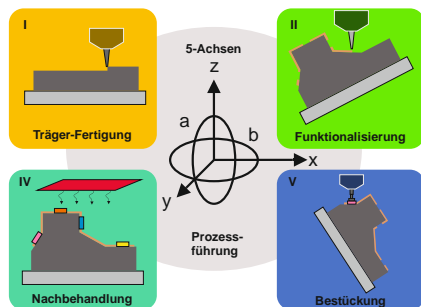 I
Träger-Fertigung
5-Achsen
z
a
b
x
y
Prozess-
führung
II
Funktionalisierung
IV
Nachbehandlung
V
Bestückung